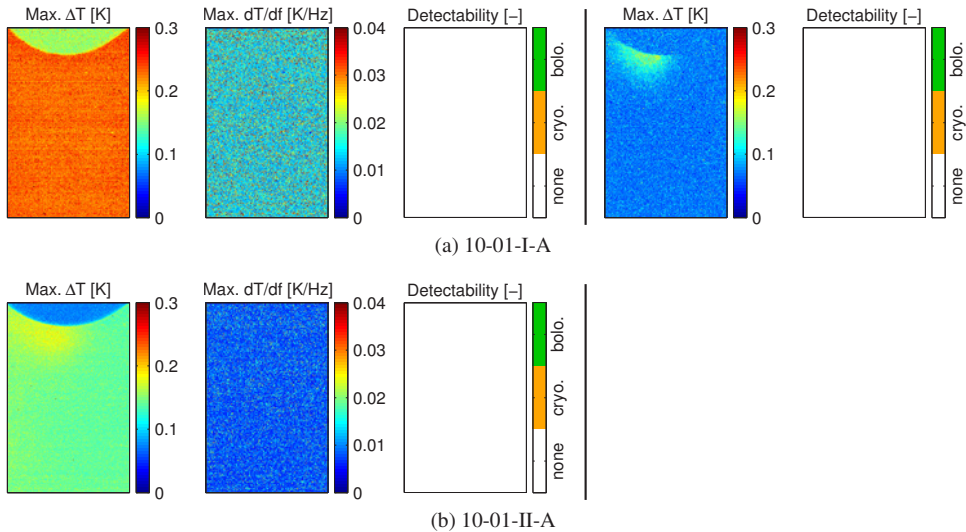 Max. ΔT [K]
Max. dT/df [K/Hz]
Detectability [–]
Max. ΔT [K]
Detectability [–]
0.3
0.2
0.1
0
0.04
0.03
0.02
0.01
0
bolo.
cryo.
none
0.3
0.2
0.1
0
bolo.
cryo.
none
(a) 10-01-I-A
Max. ΔT [K]
Max. dT/df [K/Hz]
Detectability [–]
0.3
0.2
0.1
0
0.04
0.03
0.02
0.01
0
bolo.
cryo.
none
(b) 10-01-II-A